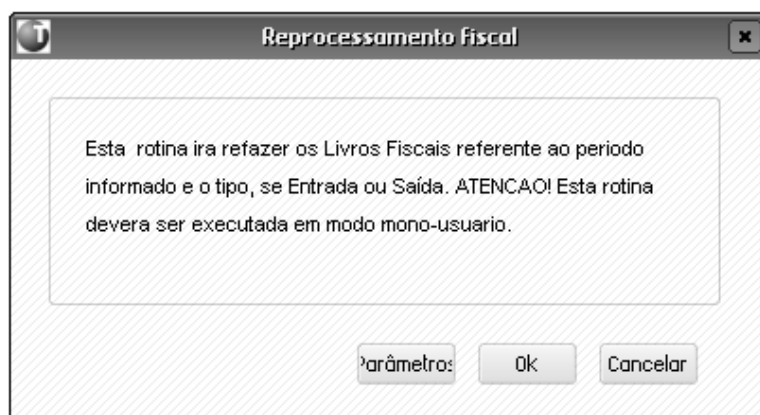 Reprocessamento fiscal
Esta rotina ira refazer os Livros Fiscais referente ao periodo
informado e o tipo, se Entrada ou Saída. ATENCAO! Esta rotina
devera ser executada em modo mono-usuario.
Parâmetros Ok Cancelar